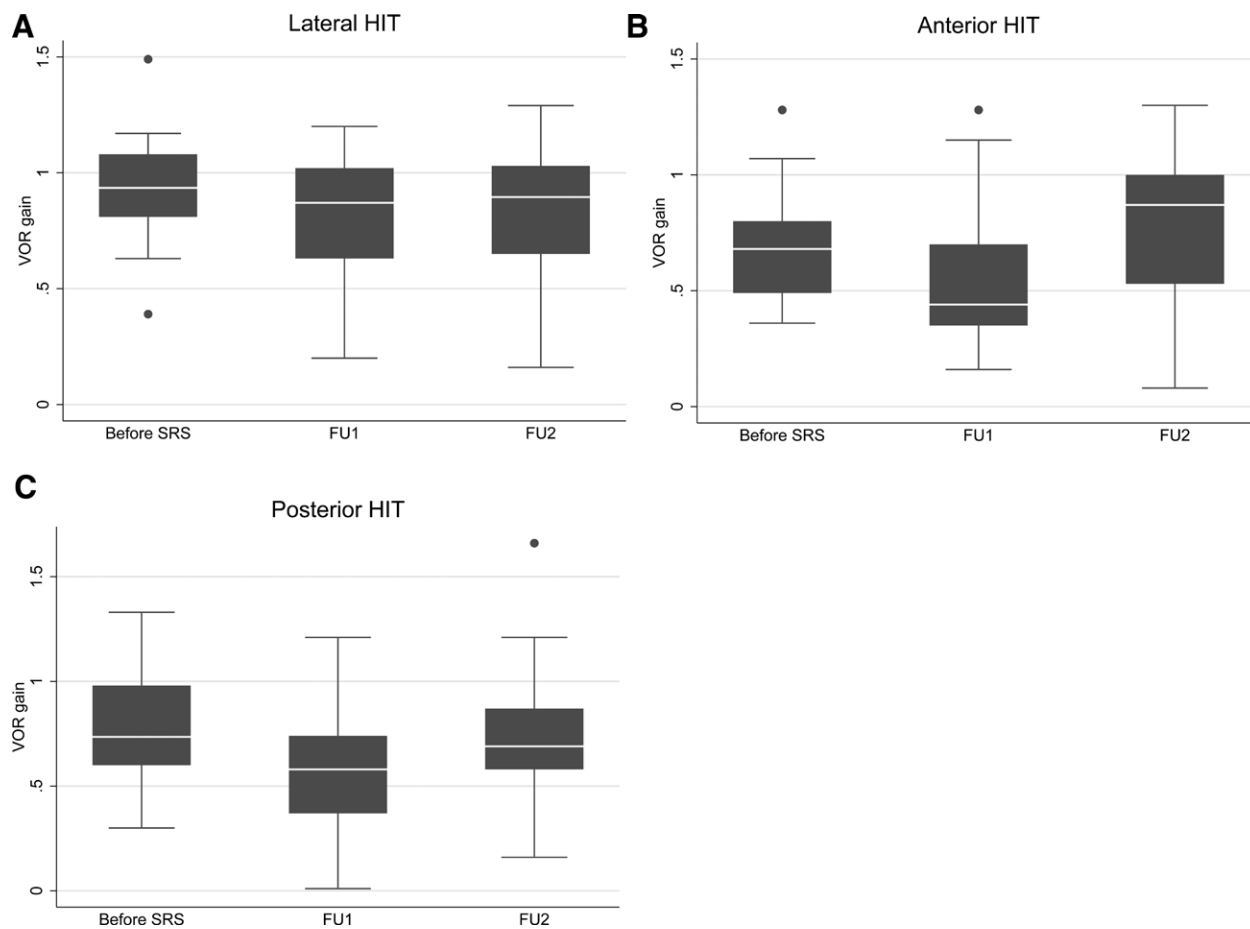 A
Lateral HIT
1.5
1
.5
0
VOR gain
Before SRS FU1 FU2
B
Anterior HIT
1.5
1
.5
0
VOR gain
Before SRS FU1 FU2
C
Posterior HIT
1.5
1
.5
0
VOR gain
Before SRS FU1 FU2